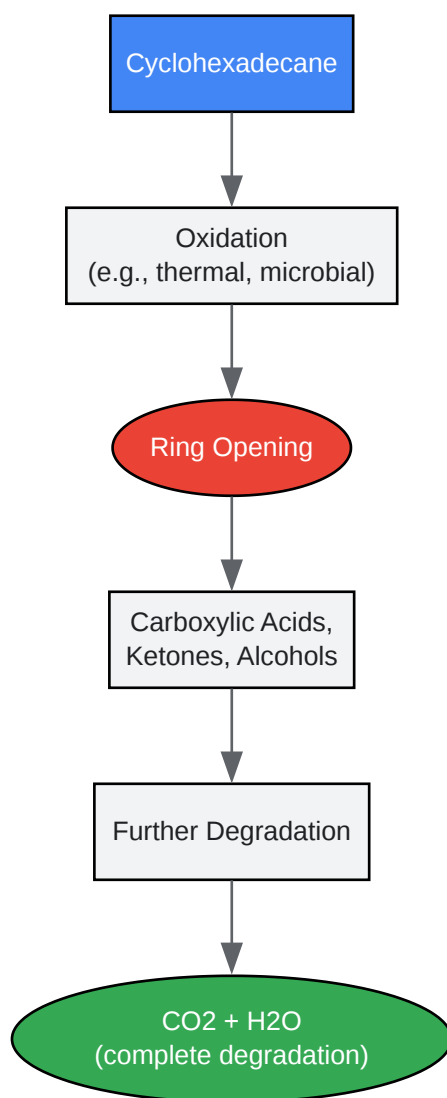 Cyclohexadecane
Oxidation
(e.g., thermal, microbial)
Ring Opening
Carboxylic Acids,
Ketones, Alcohols
Further Degradation
CO2 + H2O
(complete degradation)